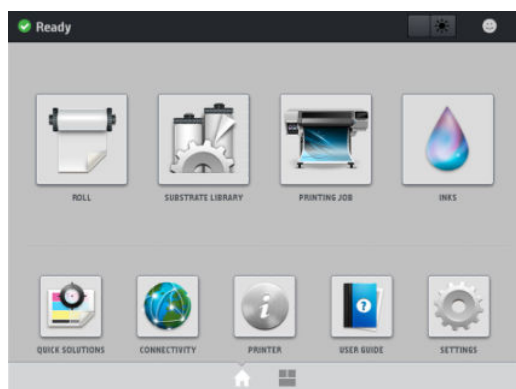 Ready
ROLL
SUBSTRATE LIBRARY
PRINTING JOB
INKS
QUICK SOLUTIONS
CONNECTIVITY
PRINTER
USER GUIDE
SETTINGS